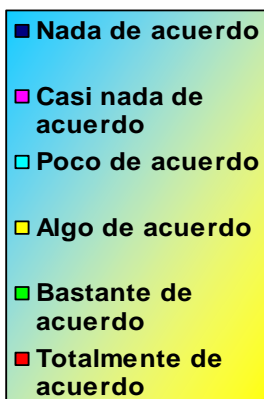 Nada de acuerdo
Casi nada de
acuerdo
Poco de acuerdo
Algo de acuerdo
Bastante de
acuerdo
Totalmente de
acuerdo